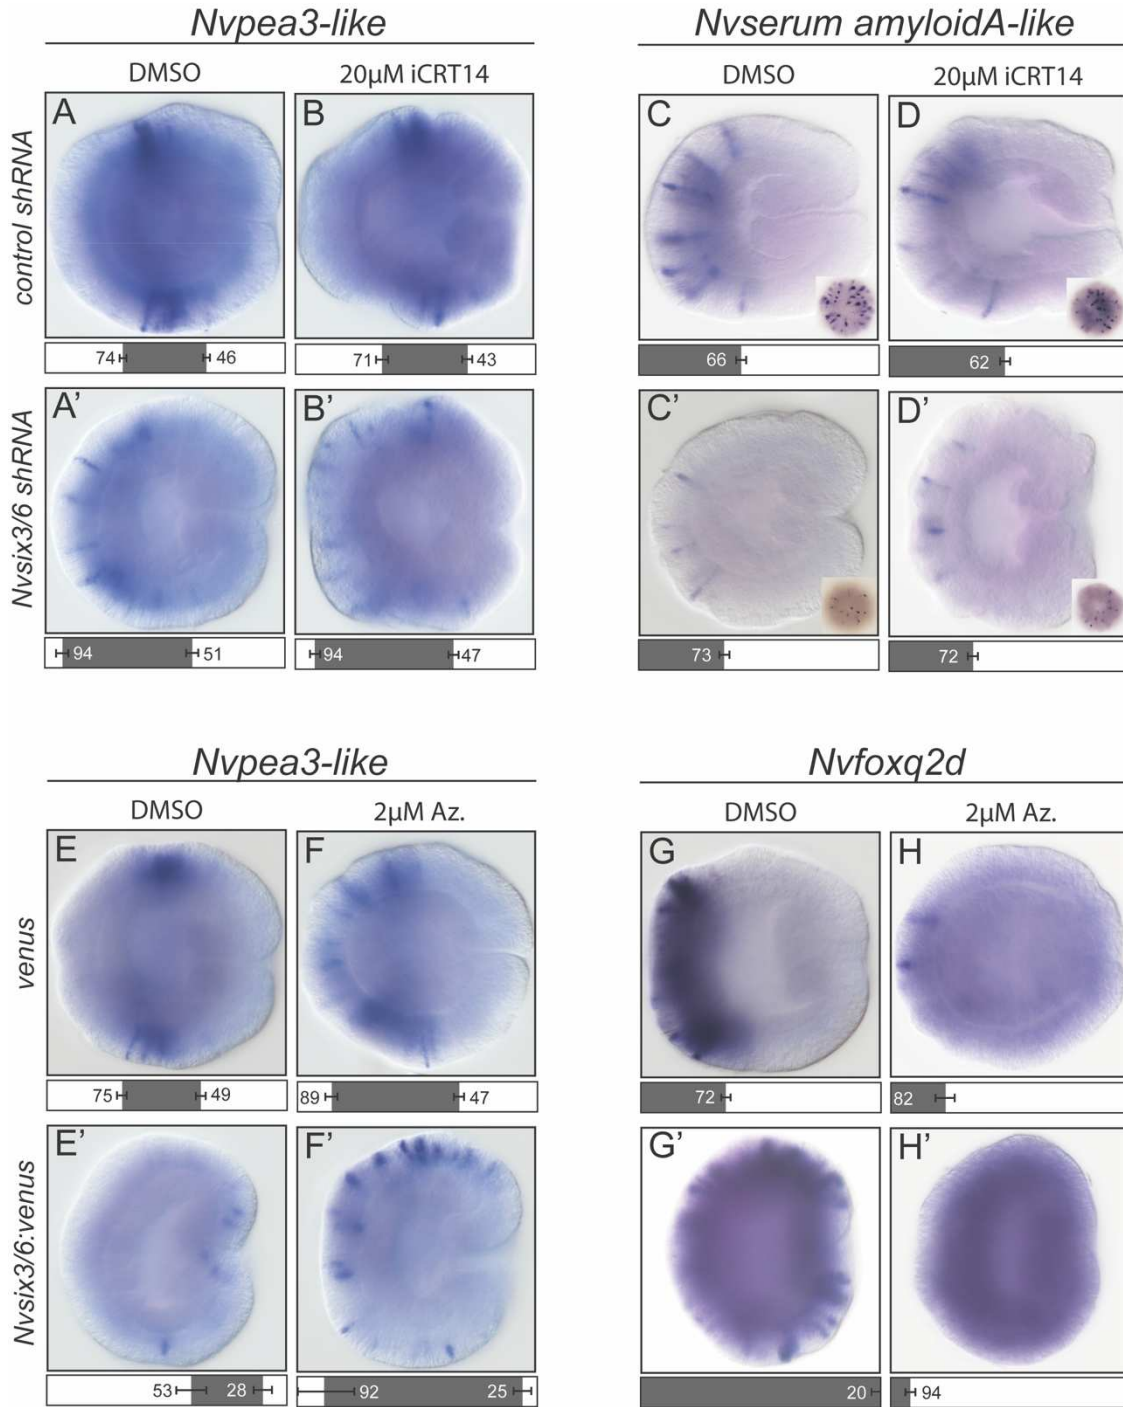 Nvpea3-like Nvserum amyloidA-like
DMSO 20µM iCRT14 DMSO 20µM iCRT14
control shRNA
A B C D
74 46 71 43 66 62
Nvsix3/6 shRNA
A' B' C' D'
94 51 94 47 73 72
Nvpea3-like Nvfoxq2d
DMSO 2µM Az. DMSO 2µM Az.
venus
E F G H
75 49 89 47 72 82
Nvsix3/6:venus
E' F' G' H'
53 28 92 25 20 94